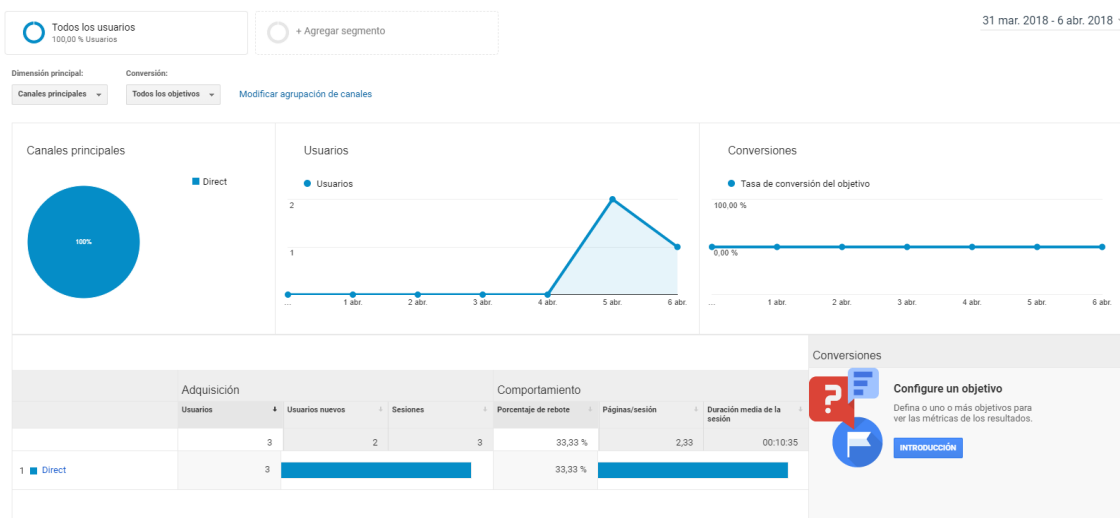 Todos los usuarios
100,00 % Usuarios
+ Agregar segmento
31 mar. 2018 - 6 abr. 2018
Dimensión principal:
Conversión:
Canales principales
Todos los objetivos
Modificar agrupación de canales
Canales principales
Direct
100%
Usuarios
Usuarios
2
1
...
1 abr.
2 abr.
3 abr.
4 abr.
5 abr.
6 abr.
Conversiones
Tasa de conversión del objetivo
100,00 %
0,00 %
...
1 abr.
2 abr.
3 abr.
4 abr.
5 abr.
6 abr.
Adquisición
Comportamiento
Usuarios
Usuarios nuevos
Sesiones
Porcentaje de rebote
Páginas/sesión
Duración media de la
sesión
3
2
3
33,33 %
2,33
00:10:35
1
Direct
3
33,33 %
Conversiones
?
Configure un objetivo
Defina o uno o más objetivos para
ver las métricas de los resultados.
INTRODUCCIÓN